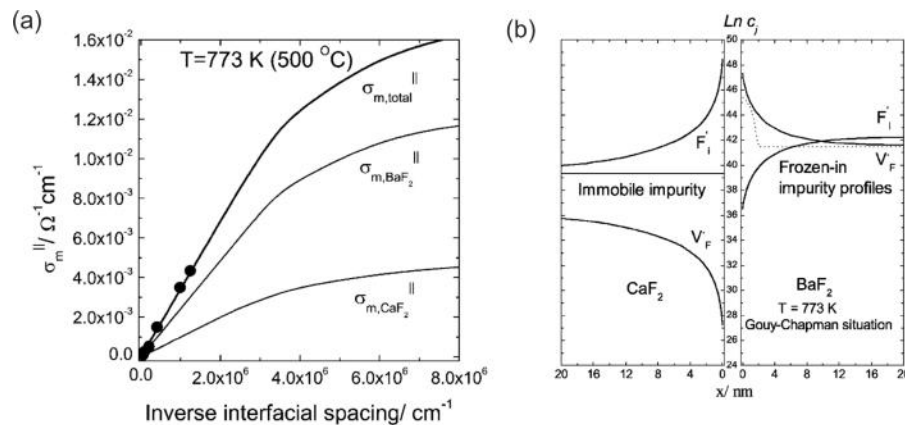 (a)
1.6x10⁻²
1.4x10⁻²
1.2x10⁻²
1.0x10⁻²
8.0x10⁻³
6.0x10⁻³
4.0x10⁻³
2.0x10⁻³
0.0
σₘ^∥/ Ω⁻¹cm⁻¹
T=773 K (500 °C)
σₘ,total^∥
σₘ,BaF₂^∥
σₘ,CaF₂^∥
0.0 2.0x10⁶ 4.0x10⁶ 6.0x10⁶ 8.0x10⁶
Inverse interfacial spacing/ cm⁻¹
(b)
Ln cⱼ
50
48
46
44
42
40
38
36
34
32
30
28
26
24
Fᵢ'
Immobile impurity
V_F˙
CaF₂
Fᵢ'
V_F˙
Frozen-in
impurity profiles
BaF₂
T = 773 K
Gouy-Chapman situation
20 16 12 8 4 0 4 8 12 16 20
x/ nm